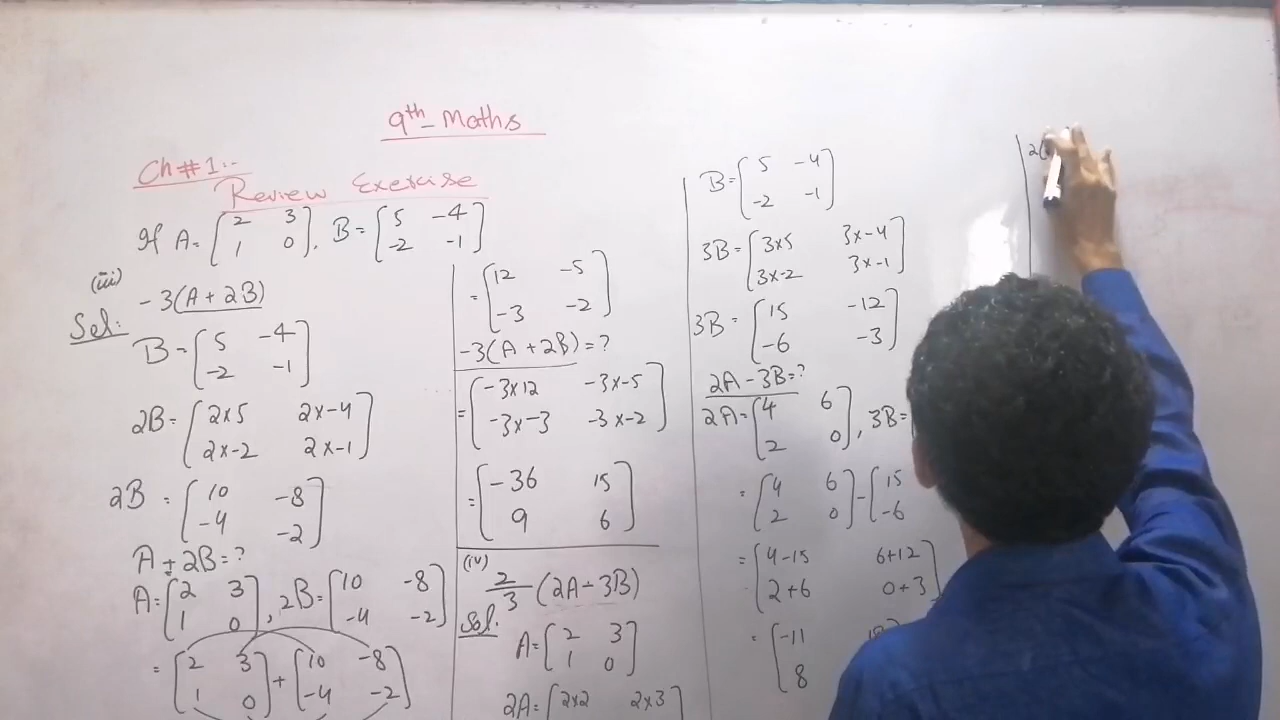 9th - Maths
Ch # 1:-
Review Exercise
If A = [2 3
1 0], B = [5 -4
-2 -1]
(iii)
-3(A + 2B)
Sol:
B = [5 -4
-2 -1]
2B = [2x5 2x-4
2x-2 2x-1]
2B = [10 -8
-4 -2]
A + 2B = ?
A = [2 3
1 0], 2B = [10 -8
-4 -2]
= [2 3
1 0] + [10 -8
-4 -2]
= [12 -5
-3 -2]
-3(A + 2B) = ?
= [-3x12 -3x-5
-3x-3 -3x-2]
= [-36 15
9 6]
(iv)
2/3 (2A - 3B)
Sol.
A = [2 3
1 0]
2A = [2x2 2x3
B = [5 -4
-2 -1]
3B = [3x5 3x-4
3x-2 3x-1]
3B = [15 -12
-6 -3]
2A - 3B = ?
2A = [4 6
2 0], 3B =
= [4 6
2 0] - [15
-6
= [4-15 6+12
2+6 0+3]
= [-11
8
2(